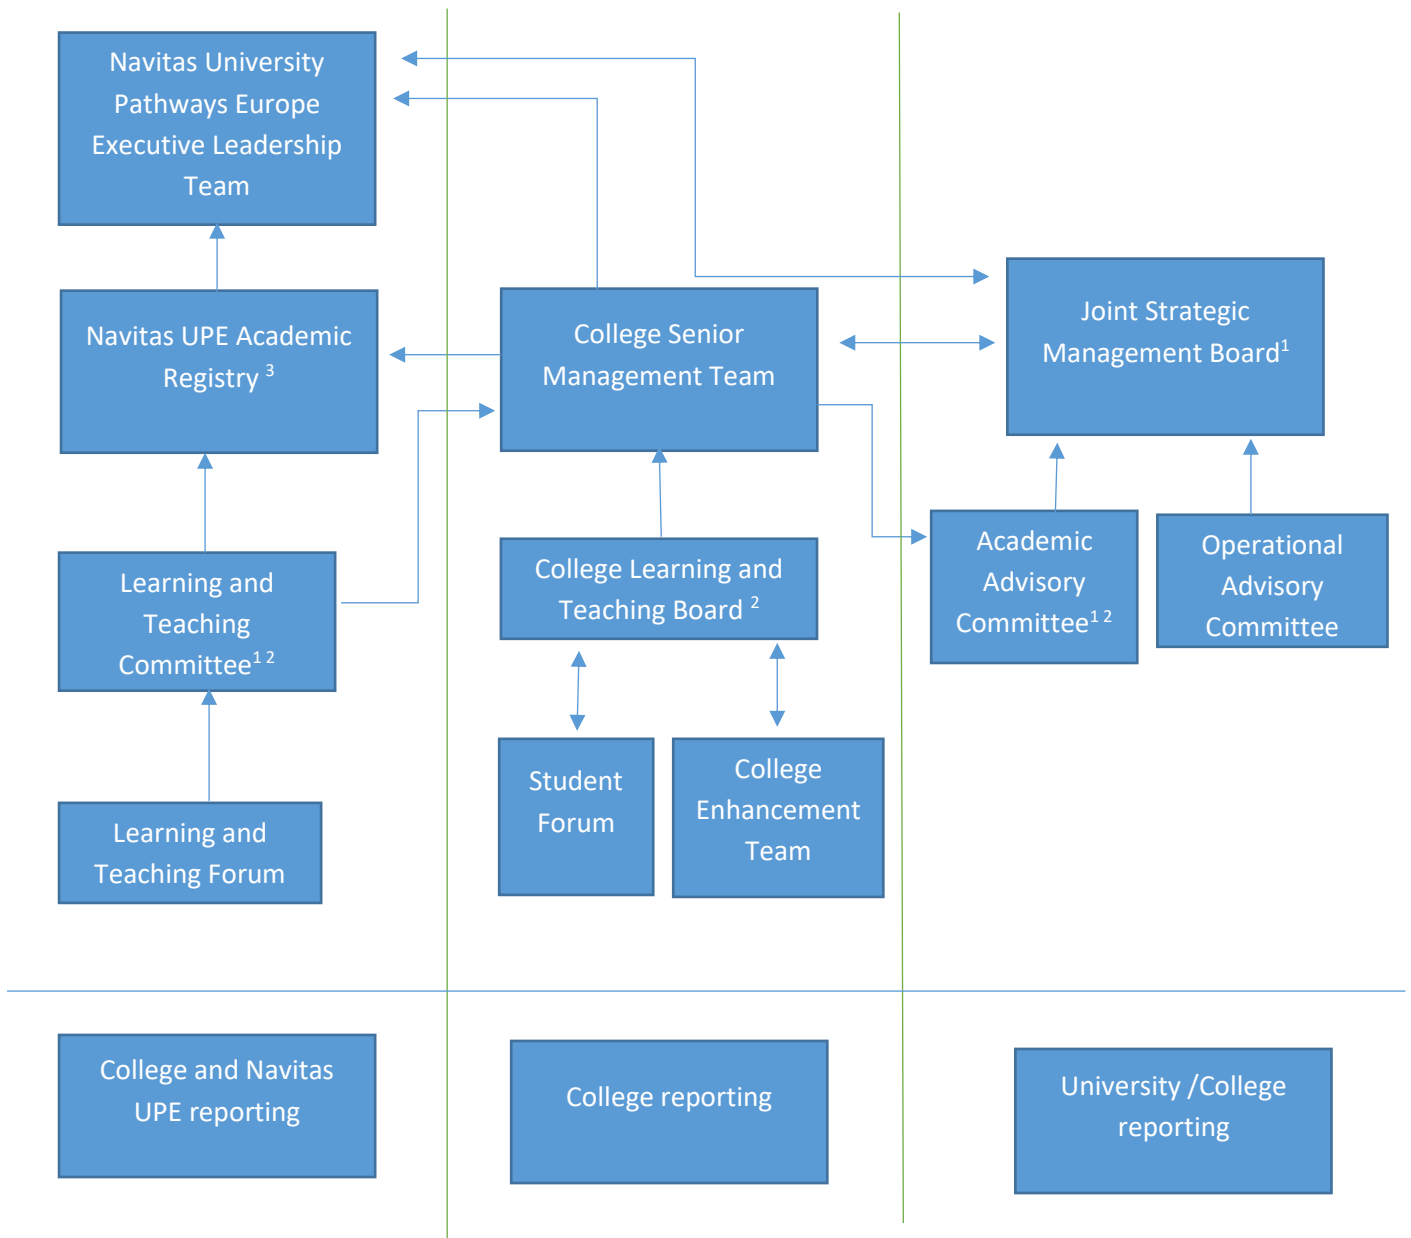 Navitas University
Pathways Europe
Executive Leadership
Team
Navitas UPE Academic
Registry ³
Learning and
Teaching
Committee¹ ²
Learning and
Teaching Forum
College Senior
Management Team
College Learning and
Teaching Board ²
Student
Forum
College
Enhancement
Team
Joint Strategic
Management Board¹
Academic
Advisory
Committee¹ ²
Operational
Advisory
Committee
College and Navitas
UPE reporting
College reporting
University /College
reporting